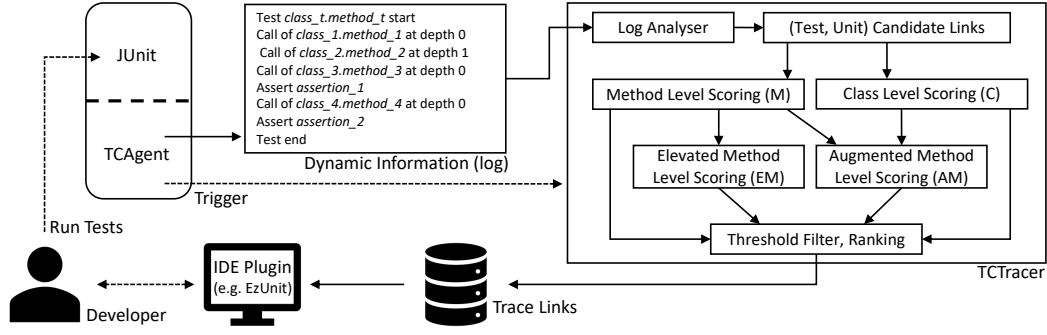 JUnit
TCAgent
Test class_t.method_t start
Call of class_1.method_1 at depth 0
Call of class_2.method_2 at depth 1
Call of class_3.method_3 at depth 0
Assert assertion_1
Call of class_4.method_4 at depth 0
Assert assertion_2
Test end
Dynamic Information (log)
Trigger
Log Analyser
(Test, Unit) Candidate Links
Method Level Scoring (M)
Class Level Scoring (C)
Elevated Method
Level Scoring (EM)
Augmented Method
Level Scoring (AM)
Threshold Filter, Ranking
TCTracer
Run Tests
Developer
IDE Plugin
(e.g. EzUnit)
Trace Links